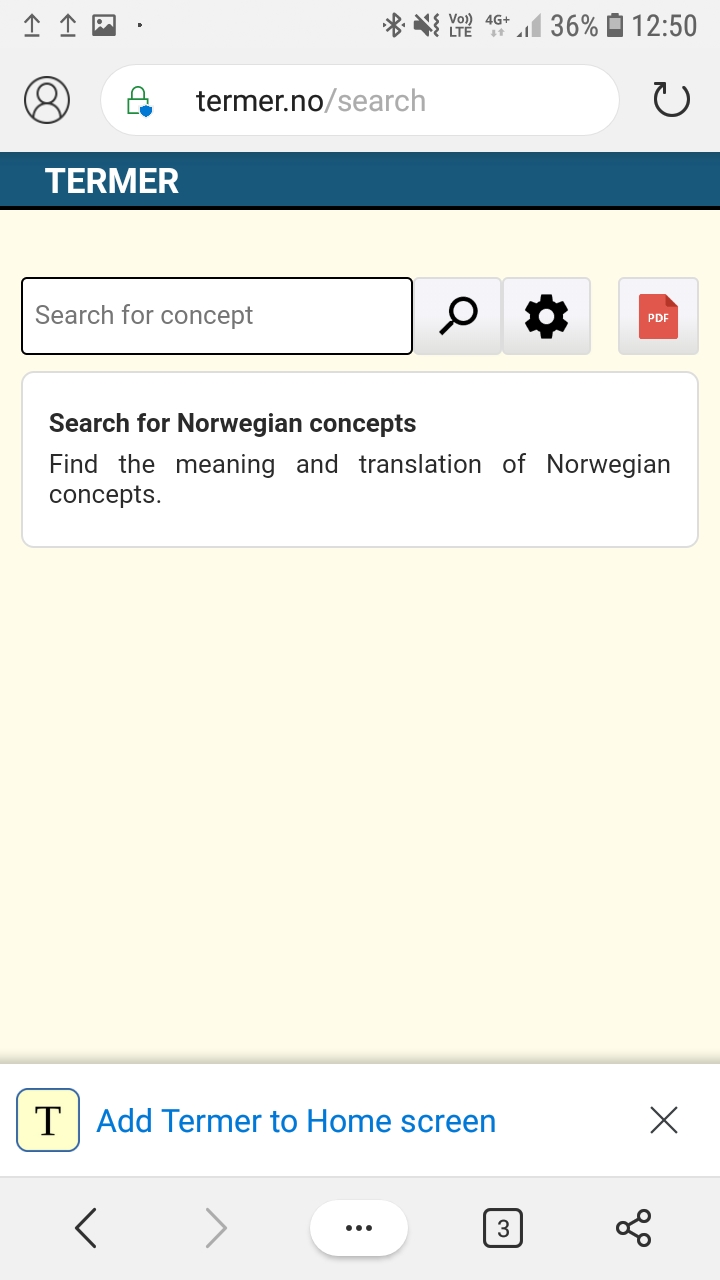 Vo)) LTE 4G+ 36% 12:50
termer.no/search
TERMER
Search for concept
PDF
Search for Norwegian concepts
Find the meaning and translation of Norwegian
concepts.
T Add Termer to Home screen
3